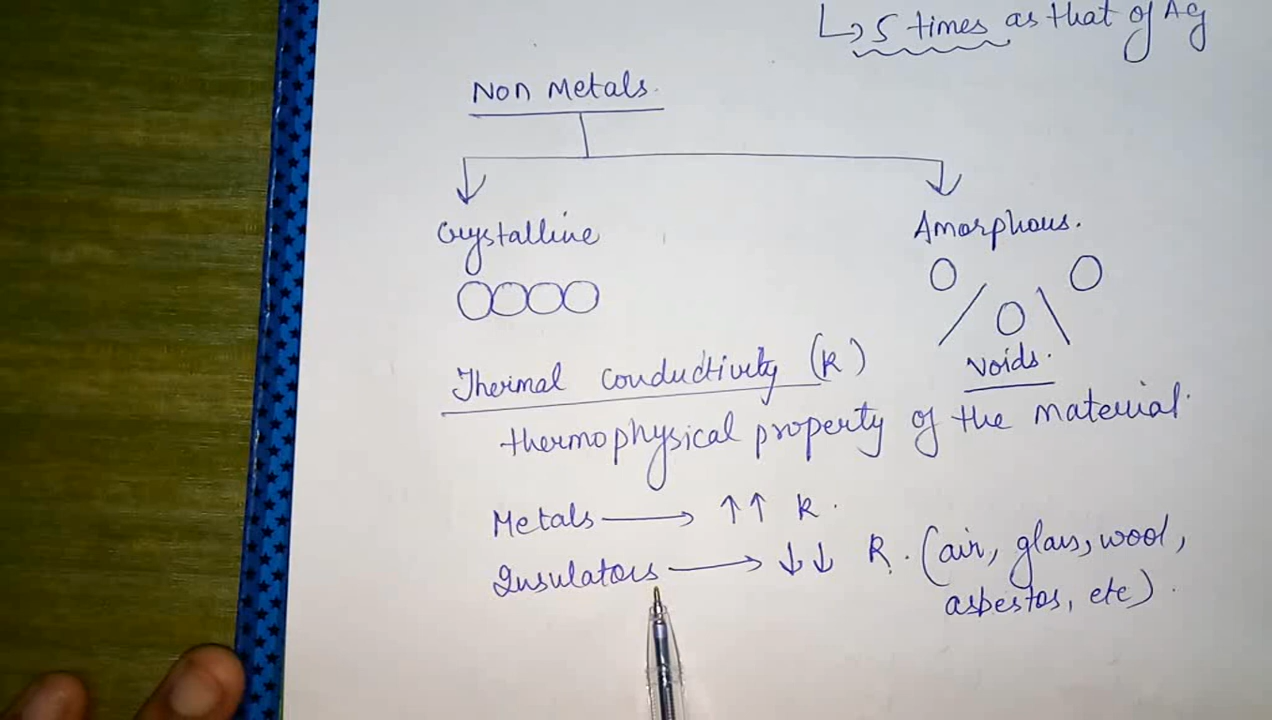 ↳ 5 times as that of Ag
Non Metals.
Crystalline
Amorphous.
Voids.
Thermal conductivity (k)
thermophysical property of the material.
Metals → ↑↑ k.
Insulators → ↓↓ k. (air, glass, wool,
asbestos, etc).